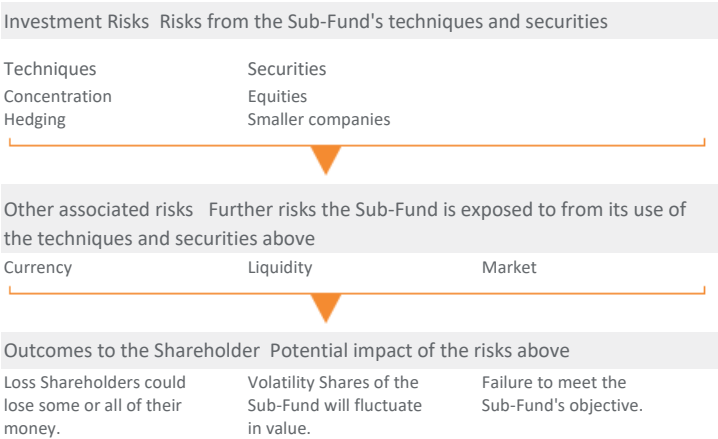 Investment Risks Risks from the Sub-Fund's techniques and securities
Techniques Securities
Concentration Equities
Hedging Smaller companies
Other associated risks Further risks the Sub-Fund is exposed to from its use of
the techniques and securities above
Currency Liquidity Market
Outcomes to the Shareholder Potential impact of the risks above
Loss Shareholders could Volatility Shares of the Failure to meet the
lose some or all of their Sub-Fund will fluctuate Sub-Fund's objective.
money. in value.